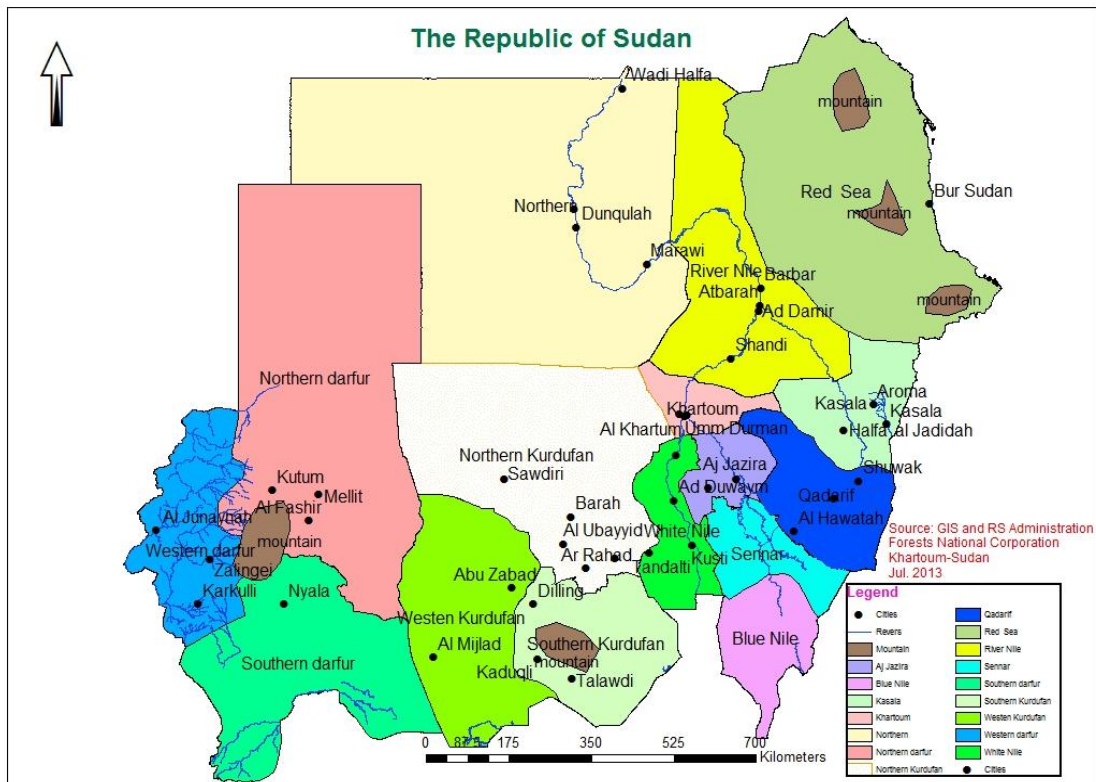 The Republic of Sudan
Wadi Halfa
mountain
Red Sea
mountain
Bur Sudan
Northern
Dunqulah
Marawi
River Nile
Barbar
Atbarah
Ad Damir
mountain
Shandi
Northern darfur
Kasala
Aroma
Kasala
Halfa al Jadidah
Khartoum
Al Khartum
Umm Durman
Northern Kurdufan
Sawdiri
Aj Jazira
Shuwak
Kutum
Mellit
Ad Duwaym
Qadarif
Al Fashir
Barah
Al Hawatah
Al Junaynah
mountain
Al Ubayyid
White Nile
Western darfur
Ar Rahad
Tandalti
Kusti
Sennar
Zalingei
Karkulli
Nyala
Abu Zabad
Dilling
Westen Kurdufan
Southern Kurdufan
Blue Nile
Al Mijlad
mountain
Southern darfur
Kaduqli
Talawdi
Source: GIS and RS Administration
Forests National Corporation
Khartoum-Sudan
Jul. 2013
Legend
Cities
Revers
Mountain
Aj Jazira
Blue Nile
Kasala
Khartoum
Northern
Northern darfur
Northern Kurdufan
Qadarif
Red Sea
River Nile
Sennar
Southern darfur
Southern Kurdufan
Westen Kurdufan
Western darfur
White Nile
Cities
0 87.5 175 350 525 700
Kilometers